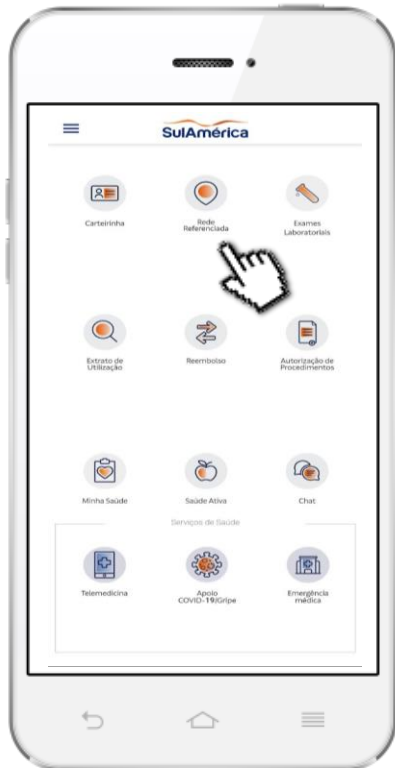 SulAmérica
Carteirinha
Rede
Referenciada
Exames
Laboratoriais
Extrato de
Utilização
Reembolso
Autorização de
Procedimentos
Minha Saúde
Saúde Ativa
Chat
Serviços de Saúde
Telemedicina
Apoio
COVID-19/Gripe
Emergência
médica